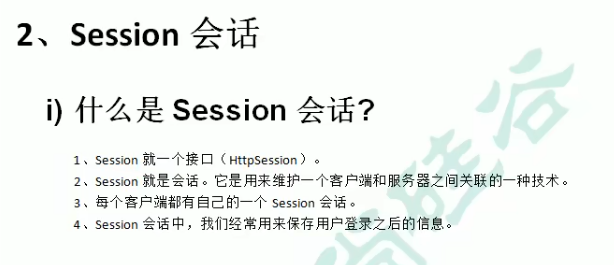 2、Session 会话
i) 什么是 Session 会话?
1、Session 就一个接口（HttpSession）。
2、Session 就是会话。它是用来维护一个客户端和服务器之间关联的一种技术。
3、每个客户端都有自己的一个 Session 会话。
4、Session 会话中，我们经常用来保存用户登录之后的信息。
尚硅谷